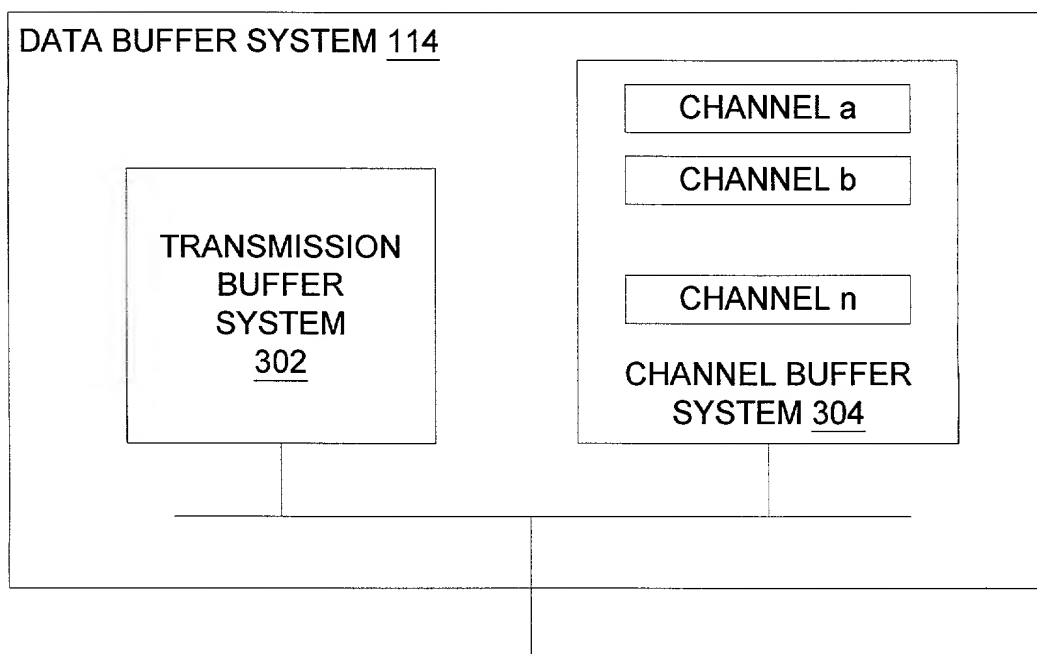 DATA BUFFER SYSTEM 114
TRANSMISSION
BUFFER
SYSTEM
302
CHANNEL a
CHANNEL b
CHANNEL n
CHANNEL BUFFER
SYSTEM 304